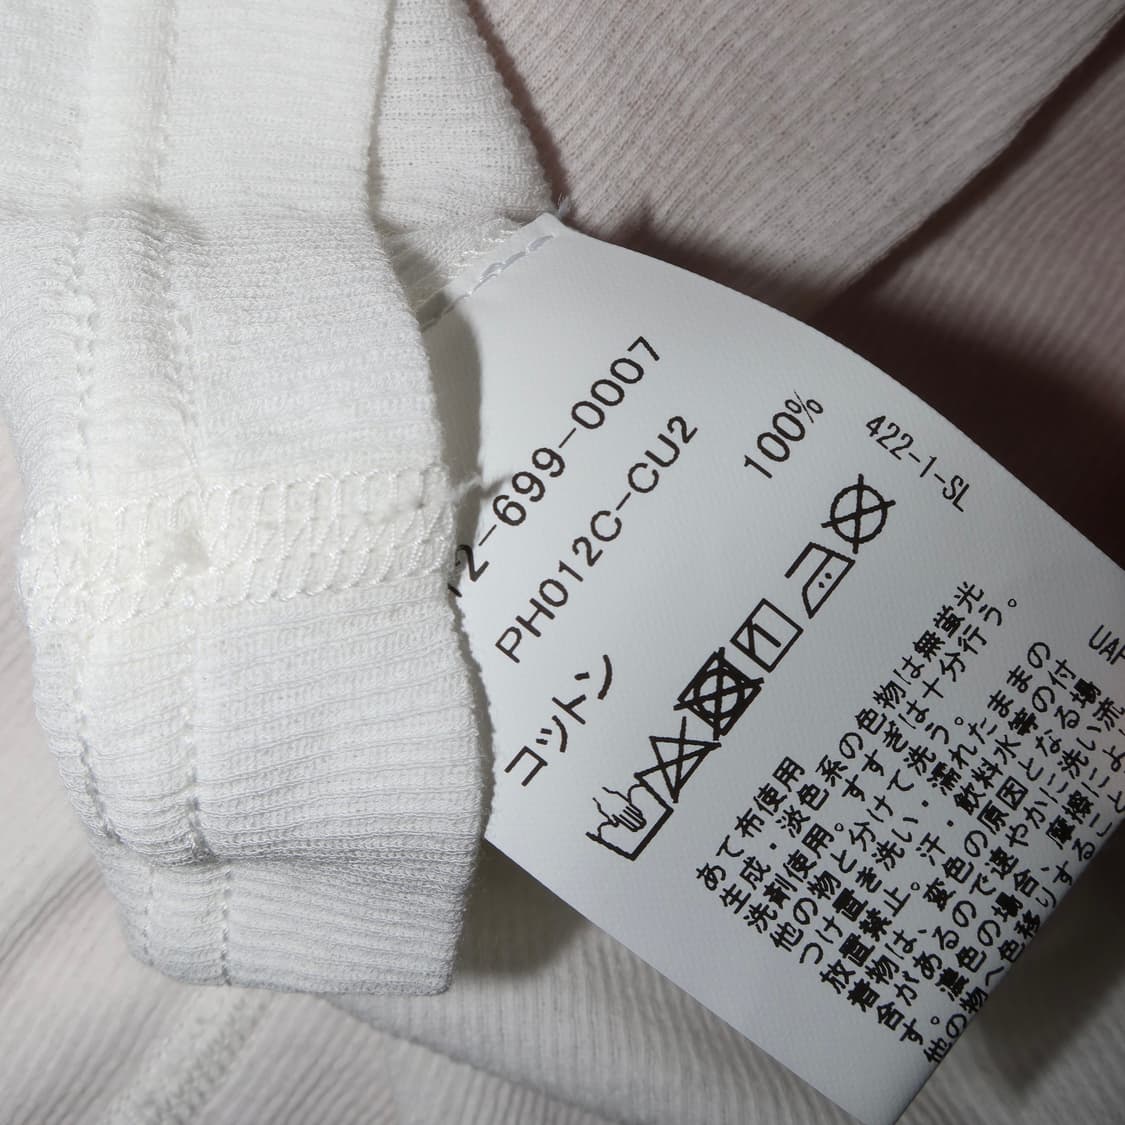 12-699-0007
PH012C-CU2
コットン 100%
422-1-SL
あて布使用
生成・淡色系の色物は無蛍光
洗剤使用。すすぎは十分行う。
他の物と分けて洗う。
つけ置き洗い・濡れたままの
放置禁止。汗・飲料水等の付
着物は、変色の原因となる場
合があるので速やかに洗い流
す。濃色の場合、摩擦によ
他の物へ色移りすること